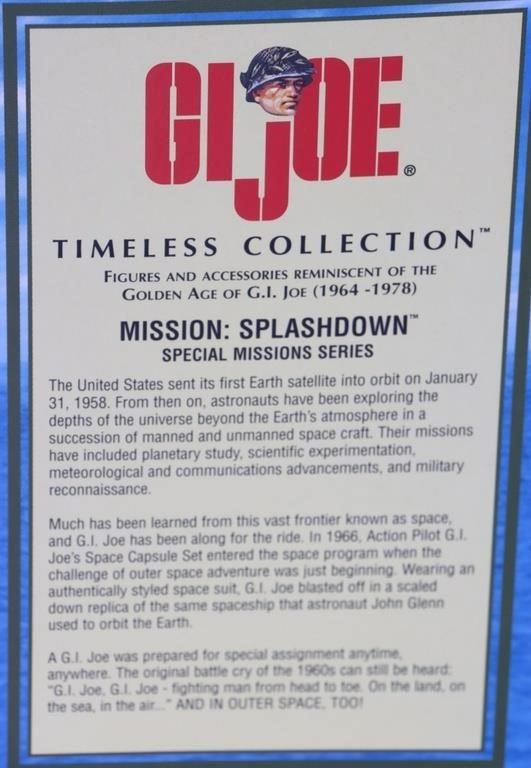 GI JOE®
TIMELESS COLLECTION™
FIGURES AND ACCESSORIES REMINISCENT OF THE
GOLDEN AGE OF G.I. JOE (1964 -1978)
MISSION: SPLASHDOWN™
SPECIAL MISSIONS SERIES
The United States sent its first Earth satellite into orbit on January
31, 1958. From then on, astronauts have been exploring the
depths of the universe beyond the Earth's atmosphere in a
succession of manned and unmanned space craft. Their missions
have included planetary study, scientific experimentation,
meteorological and communications advancements, and military
reconnaissance.
Much has been learned from this vast frontier known as space,
and G.I. Joe has been along for the ride. In 1966, Action Pilot G.I.
Joe's Space Capsule Set entered the space program when the
challenge of outer space adventure was just beginning. Wearing an
authentically styled space suit, G.I. Joe blasted off in a scaled
down replica of the same spaceship that astronaut John Glenn
used to orbit the Earth.
A G.I. Joe was prepared for special assignment anytime,
anywhere. The original battle cry of the 1960s can still be heard:
"G.I. Joe, G.I. Joe - fighting man from head to toe. On the land, on
the sea, in the air..." AND IN OUTER SPACE, TOO!